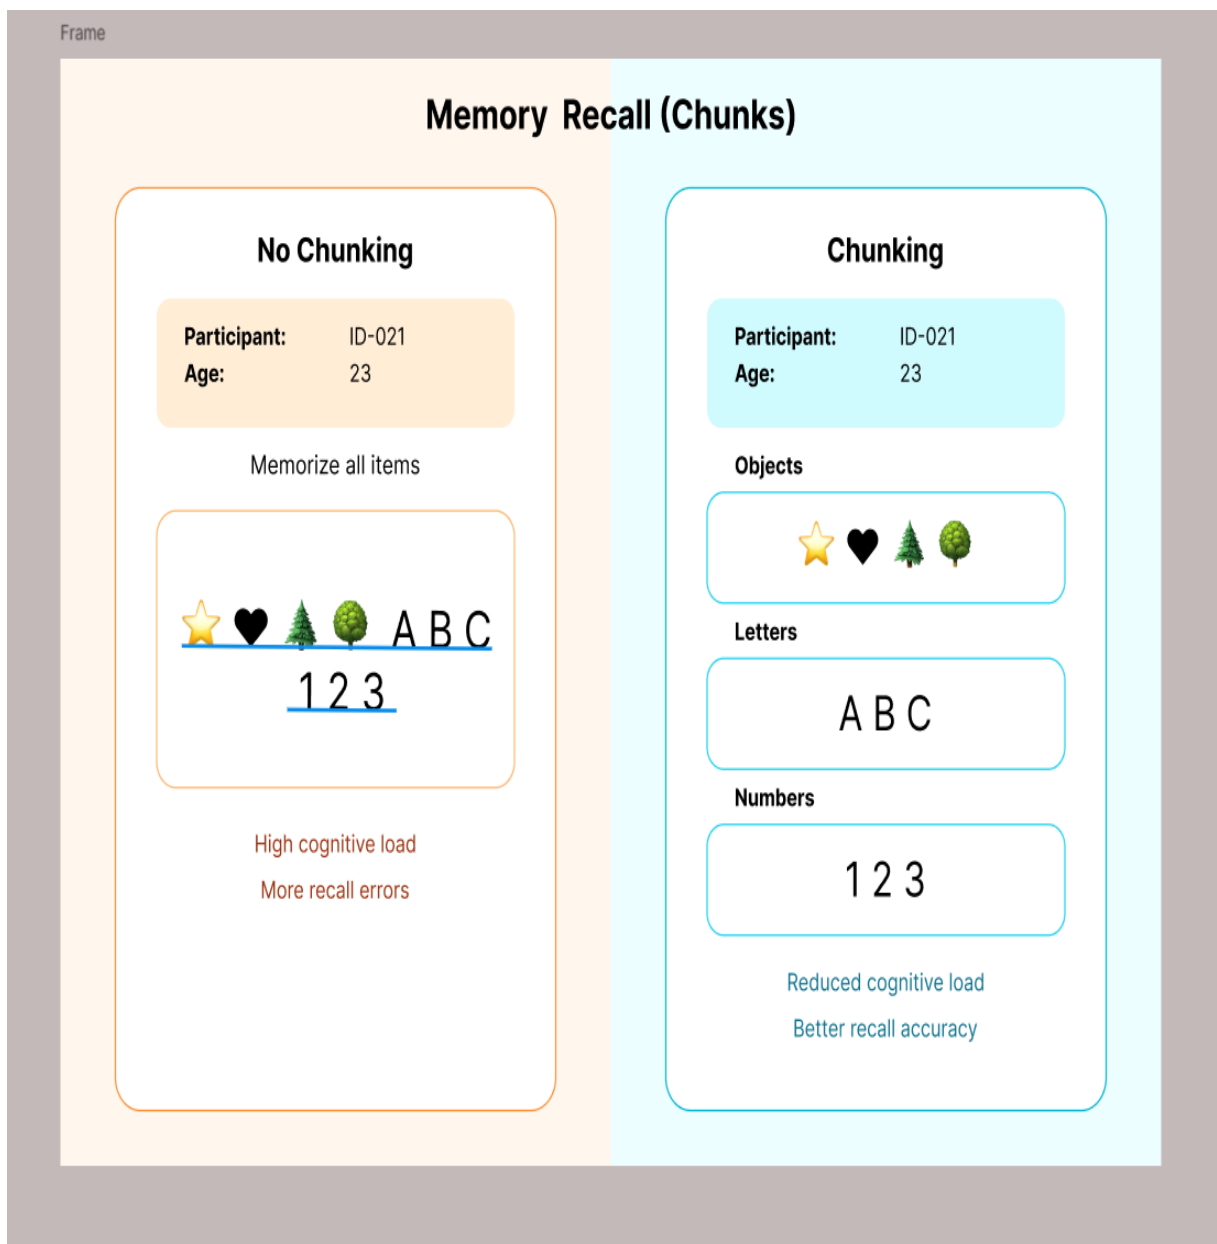 Frame
Memory Recall (Chunks)
No Chunking
Participant: ID-021
Age: 23
Memorize all items
⭐ ♥ 🌲 🌳 A B C
1 2 3
High cognitive load
More recall errors
Chunking
Participant: ID-021
Age: 23
Objects
⭐ ♥ 🌲 🌳
Letters
A B C
Numbers
1 2 3
Reduced cognitive load
Better recall accuracy